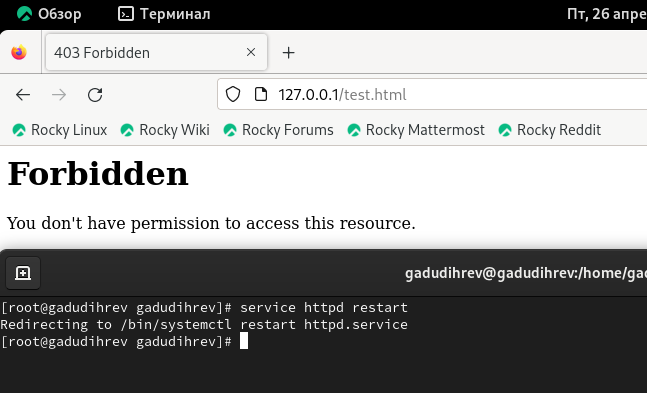 Обзор Терминал Пт, 26 апре
403 Forbidden
127.0.0.1/test.html
Rocky Linux Rocky Wiki Rocky Forums Rocky Mattermost Rocky Reddit
Forbidden
You don't have permission to access this resource.
gadudihrev@gadudihrev:/home/gad
[root@gadudihrev gadudihrev]# service httpd restart
Redirecting to /bin/systemctl restart httpd.service
[root@gadudihrev gadudihrev]#